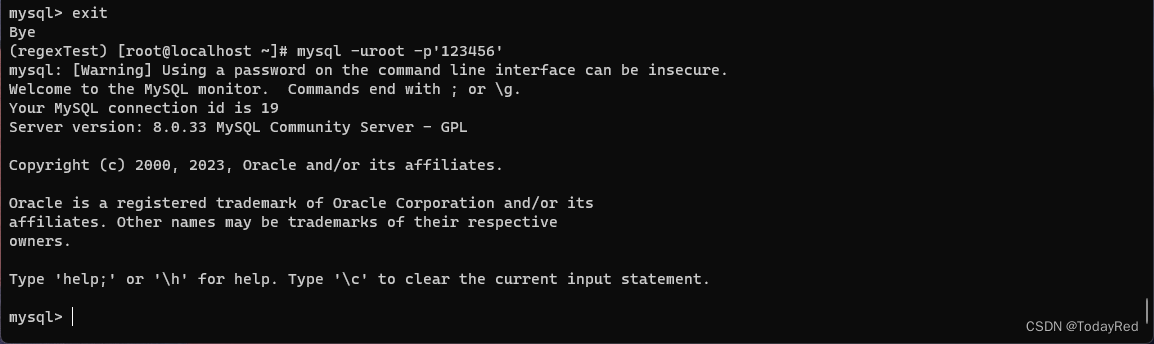 mysql> exit
Bye
(regexTest) [root@localhost ~]# mysql -uroot -p'123456'
mysql: [Warning] Using a password on the command line interface can be insecure.
Welcome to the MySQL monitor.  Commands end with ; or \g.
Your MySQL connection id is 19
Server version: 8.0.33 MySQL Community Server - GPL
Copyright (c) 2000, 2023, Oracle and/or its affiliates.
Oracle is a registered trademark of Oracle Corporation and/or its
affiliates. Other names may be trademarks of their respective
owners.
Type 'help;' or '\h' for help. Type '\c' to clear the current input statement.
mysql>
CSDN @TodayRed